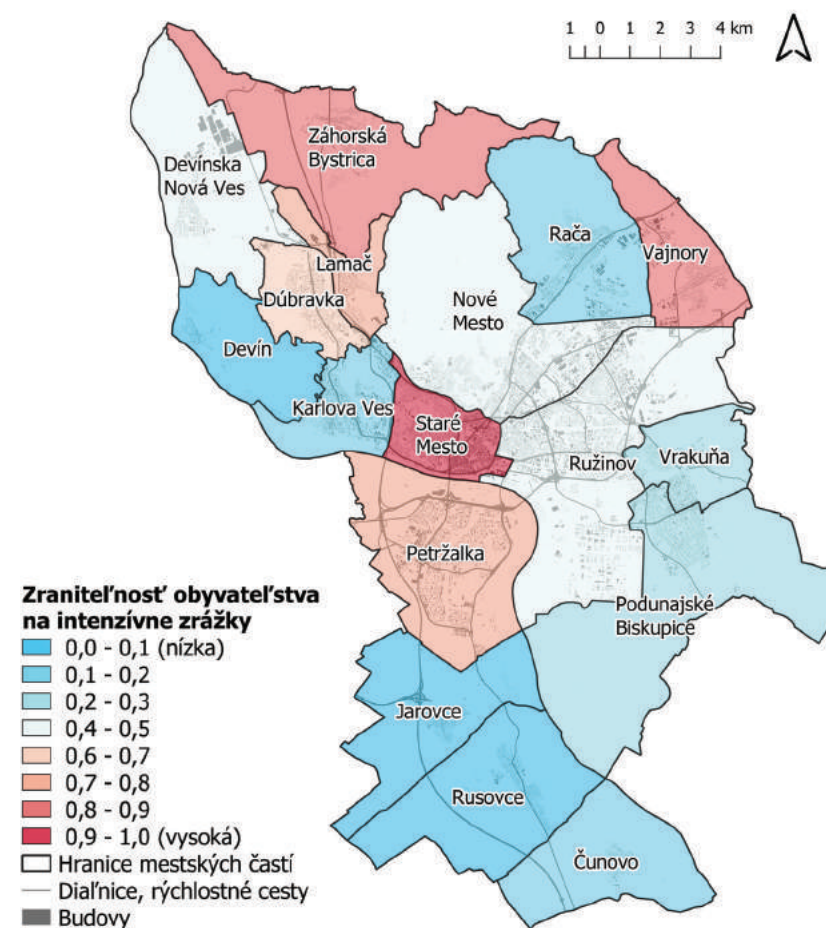 1 0 1 2 3 4 km
Záhorská
Bystrica
Devínska
Nová Ves
Rača
Vajnory
Lamač
Dúbravka
Nové
Mesto
Devín
Karlova Ves
Staré
Mesto
Ružinov
Vrakuňa
Petržalka
Podunajské
Biskupice
Jarovce
Rusovce
Čunovo
Zraniteľnosť obyvateľstva
na intenzívne zrážky
0,0 - 0,1 (nízka)
0,1 - 0,2
0,2 - 0,3
0,4 - 0,5
0,6 - 0,7
0,7 - 0,8
0,8 - 0,9
0,9 - 1,0 (vysoká)
Hranice mestských častí
Diaľnice, rýchlostné cesty
Budovy